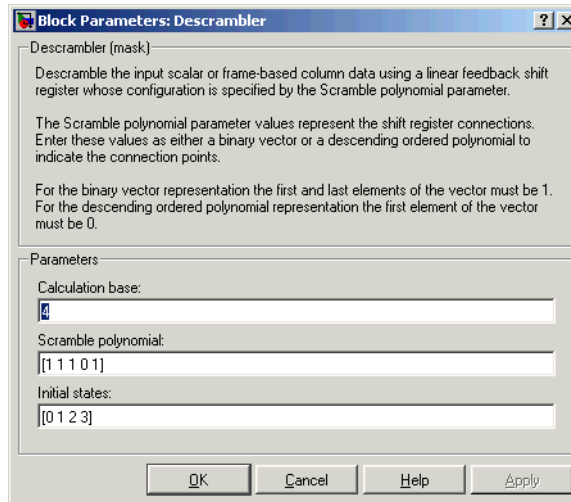 Block Parameters: Descrambler
Descrambler (mask)
Descramble the input scalar or frame-based column data using a linear feedback shift
register whose configuration is specified by the Scramble polynomial parameter.
The Scramble polynomial parameter values represent the shift register connections.
Enter these values as either a binary vector or a descending ordered polynomial to
indicate the connection points.
For the binary vector representation the first and last elements of the vector must be 1.
For the descending ordered polynomial representation the first element of the vector
must be 0.
Parameters
Calculation base:
4
Scramble polynomial:
[1 1 1 0 1]
Initial states:
[0 1 2 3]
OK Cancel Help Apply